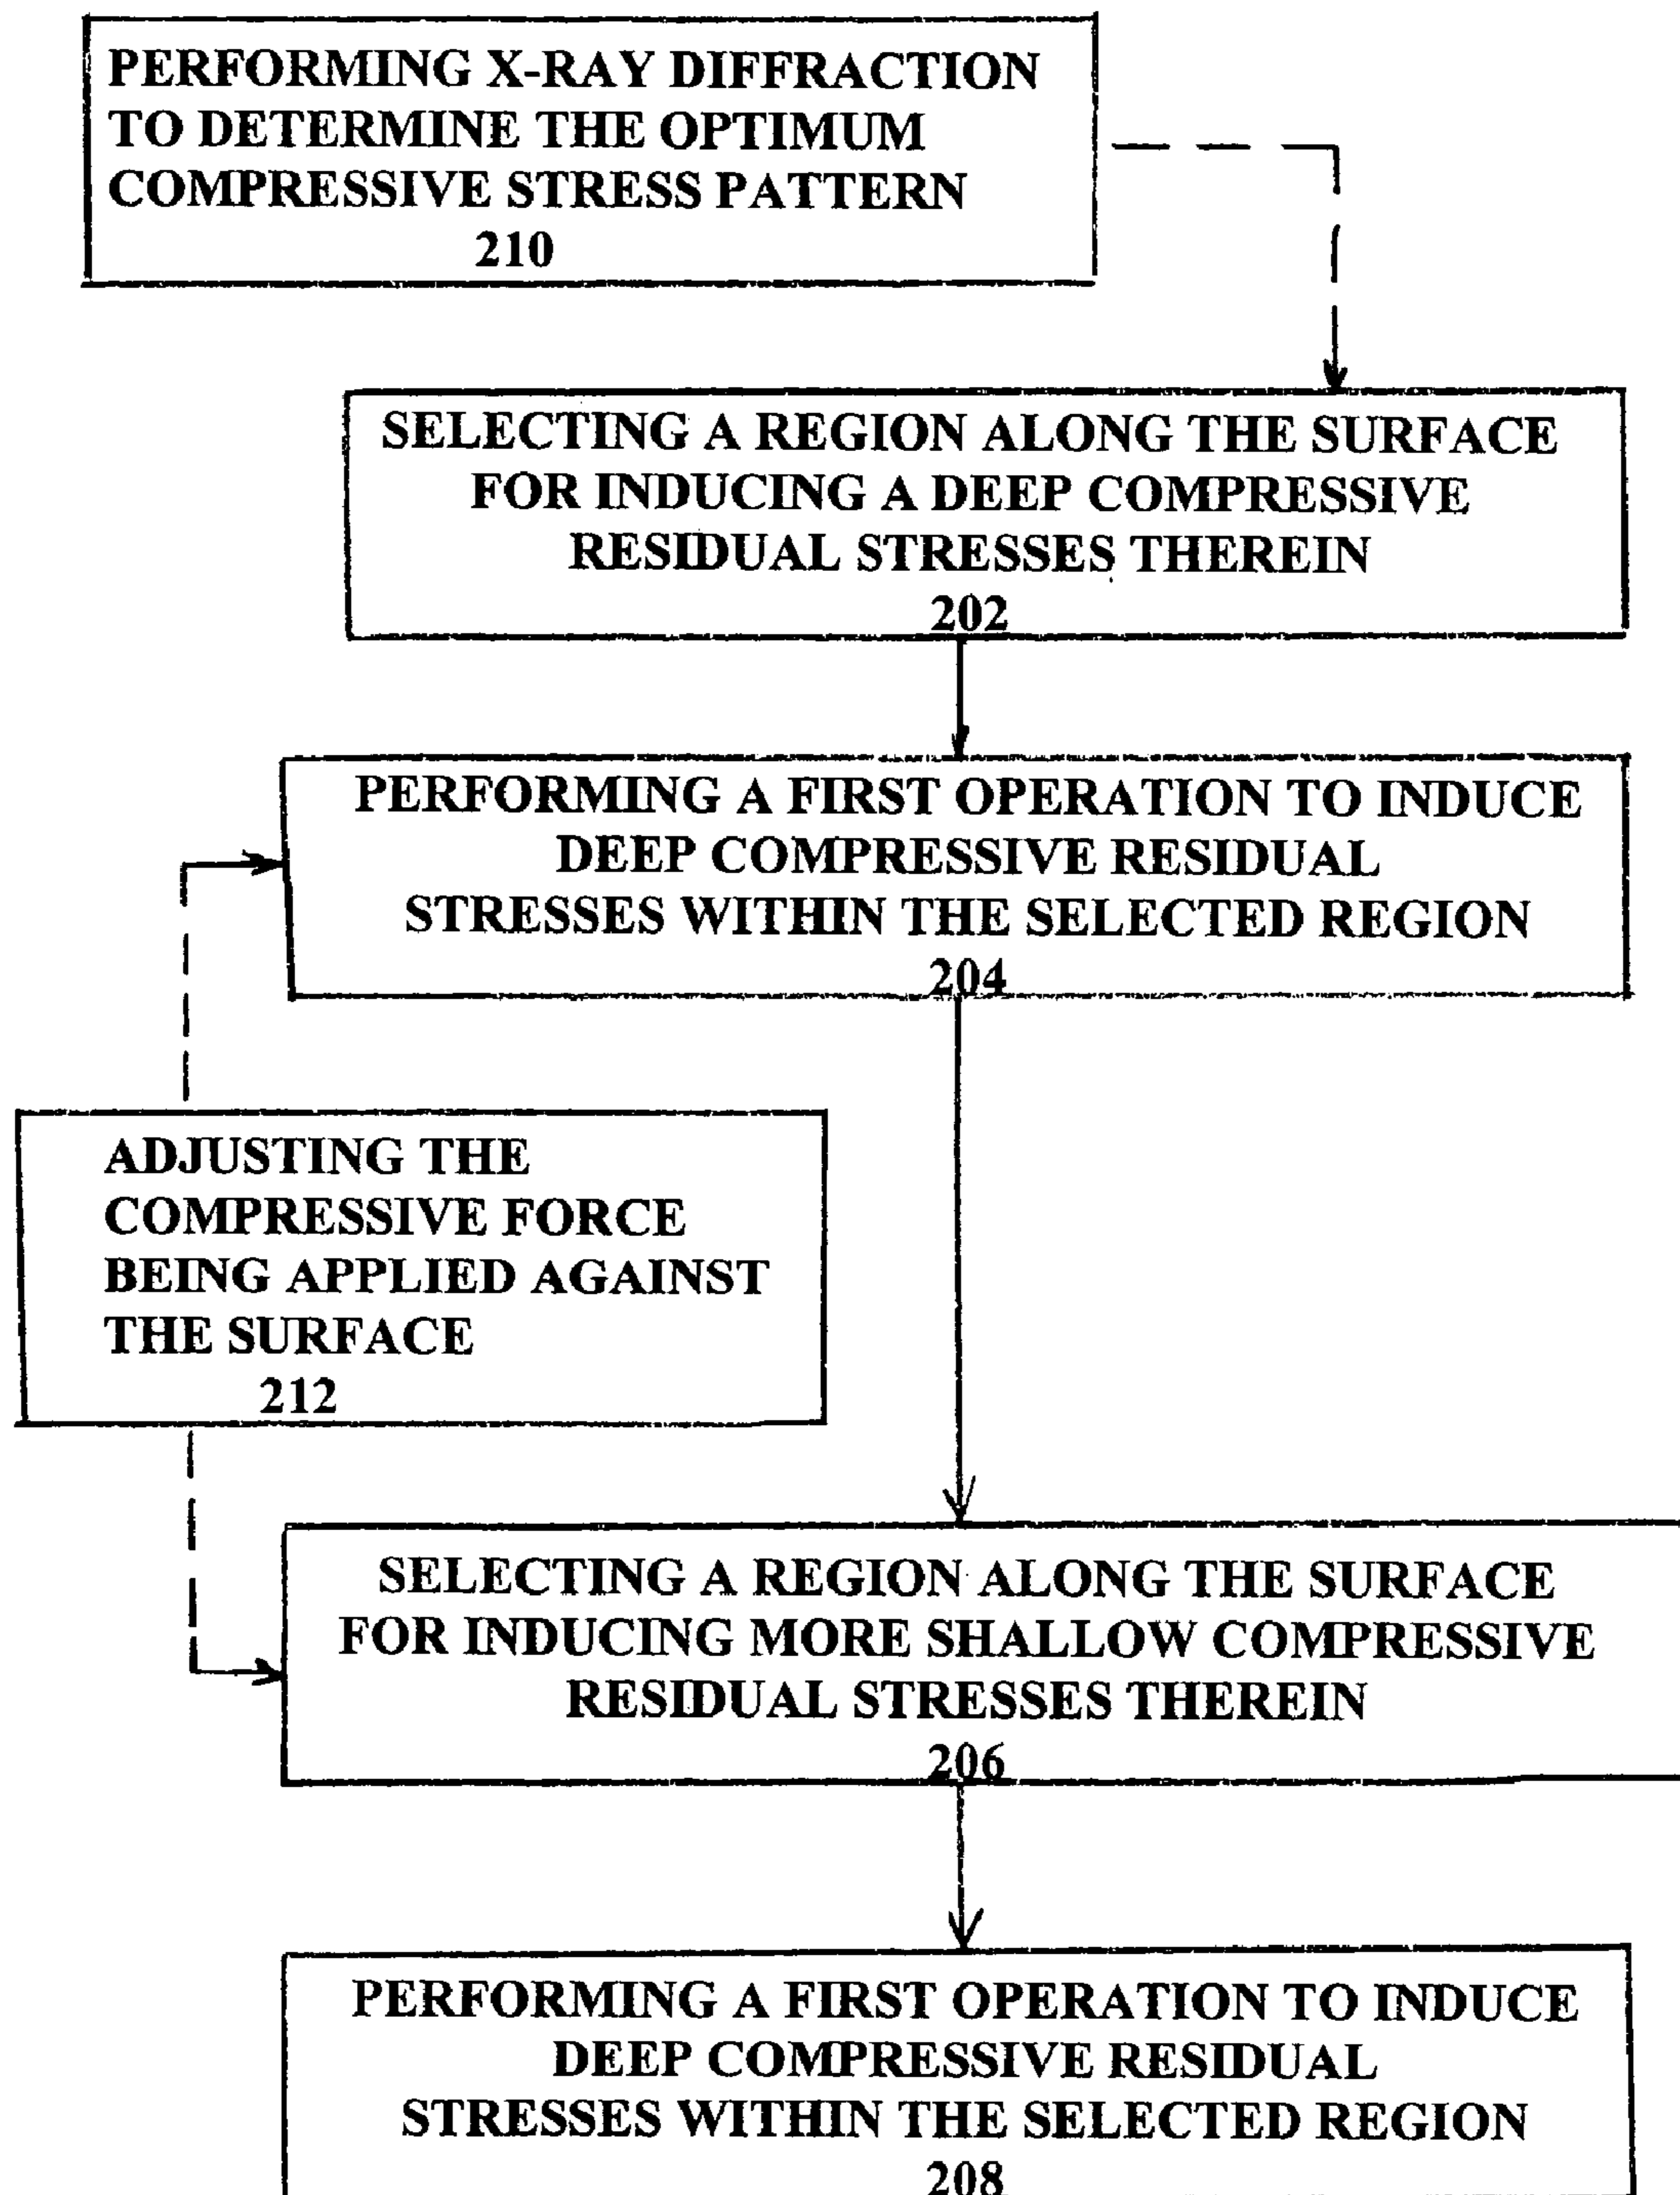 PERFORMING X-RAY DIFFRACTION
TO DETERMINE THE OPTIMUM
COMPRESSIVE STRESS PATTERN
210
SELECTING A REGION ALONG THE SURFACE
FOR INDUCING A DEEP COMPRESSIVE
RESIDUAL STRESSES THEREIN
202
PERFORMING A FIRST OPERATION TO INDUCE
DEEP COMPRESSIVE RESIDUAL
STRESSES WITHIN THE SELECTED REGION
204
ADJUSTING THE
COMPRESSIVE FORCE
BEING APPLIED AGAINST
THE SURFACE
212
SELECTING A REGION ALONG THE SURFACE
FOR INDUCING MORE SHALLOW COMPRESSIVE
RESIDUAL STRESSES THEREIN
206
PERFORMING A FIRST OPERATION TO INDUCE
DEEP COMPRESSIVE RESIDUAL
STRESSES WITHIN THE SELECTED REGION
208